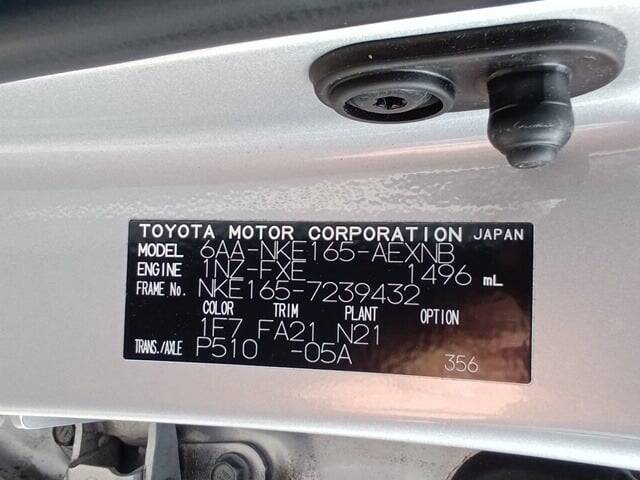 TOYOTA MOTOR CORPORATION JAPAN
MODEL 6AA-NKE165-AEXNB
ENGINE 1NZ-FXE 1496 mL
FRAME No. NKE165-7239432
COLOR TRIM PLANT OPTION
1F7 FA21 N21
TRANS./AXLE P510 -05A
356